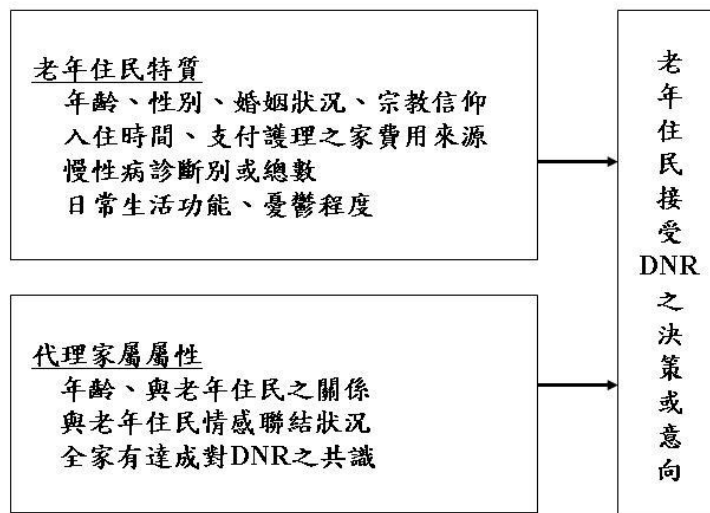 老年住民特質
年齡、性別、婚姻狀況、宗教信仰
入住時間、支付護理之家費用來源
慢性病診斷別或總數
日常生活功能、憂鬱程度
代理家屬屬性
年齡、與老年住民之關係
與老年住民情感聯結狀況
全家有達成對DNR之共識
老年住民接受DNR之決策或意向